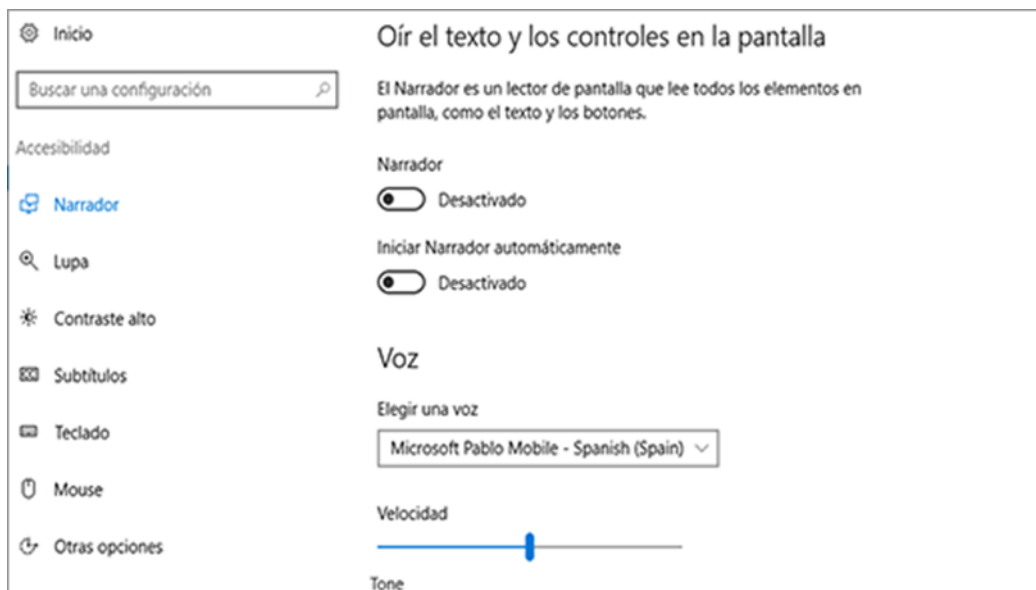 Inicio
Buscar una configuración
Accesibilidad
Narrador
Lupa
Contraste alto
Subtítulos
Teclado
Mouse
Otras opciones
Oír el texto y los controles en la pantalla
El Narrador es un lector de pantalla que lee todos los elementos en
pantalla, como el texto y los botones.
Narrador
Desactivado
Iniciar Narrador automáticamente
Desactivado
Voz
Elegir una voz
Microsoft Pablo Mobile - Spanish (Spain)
Velocidad
Tone